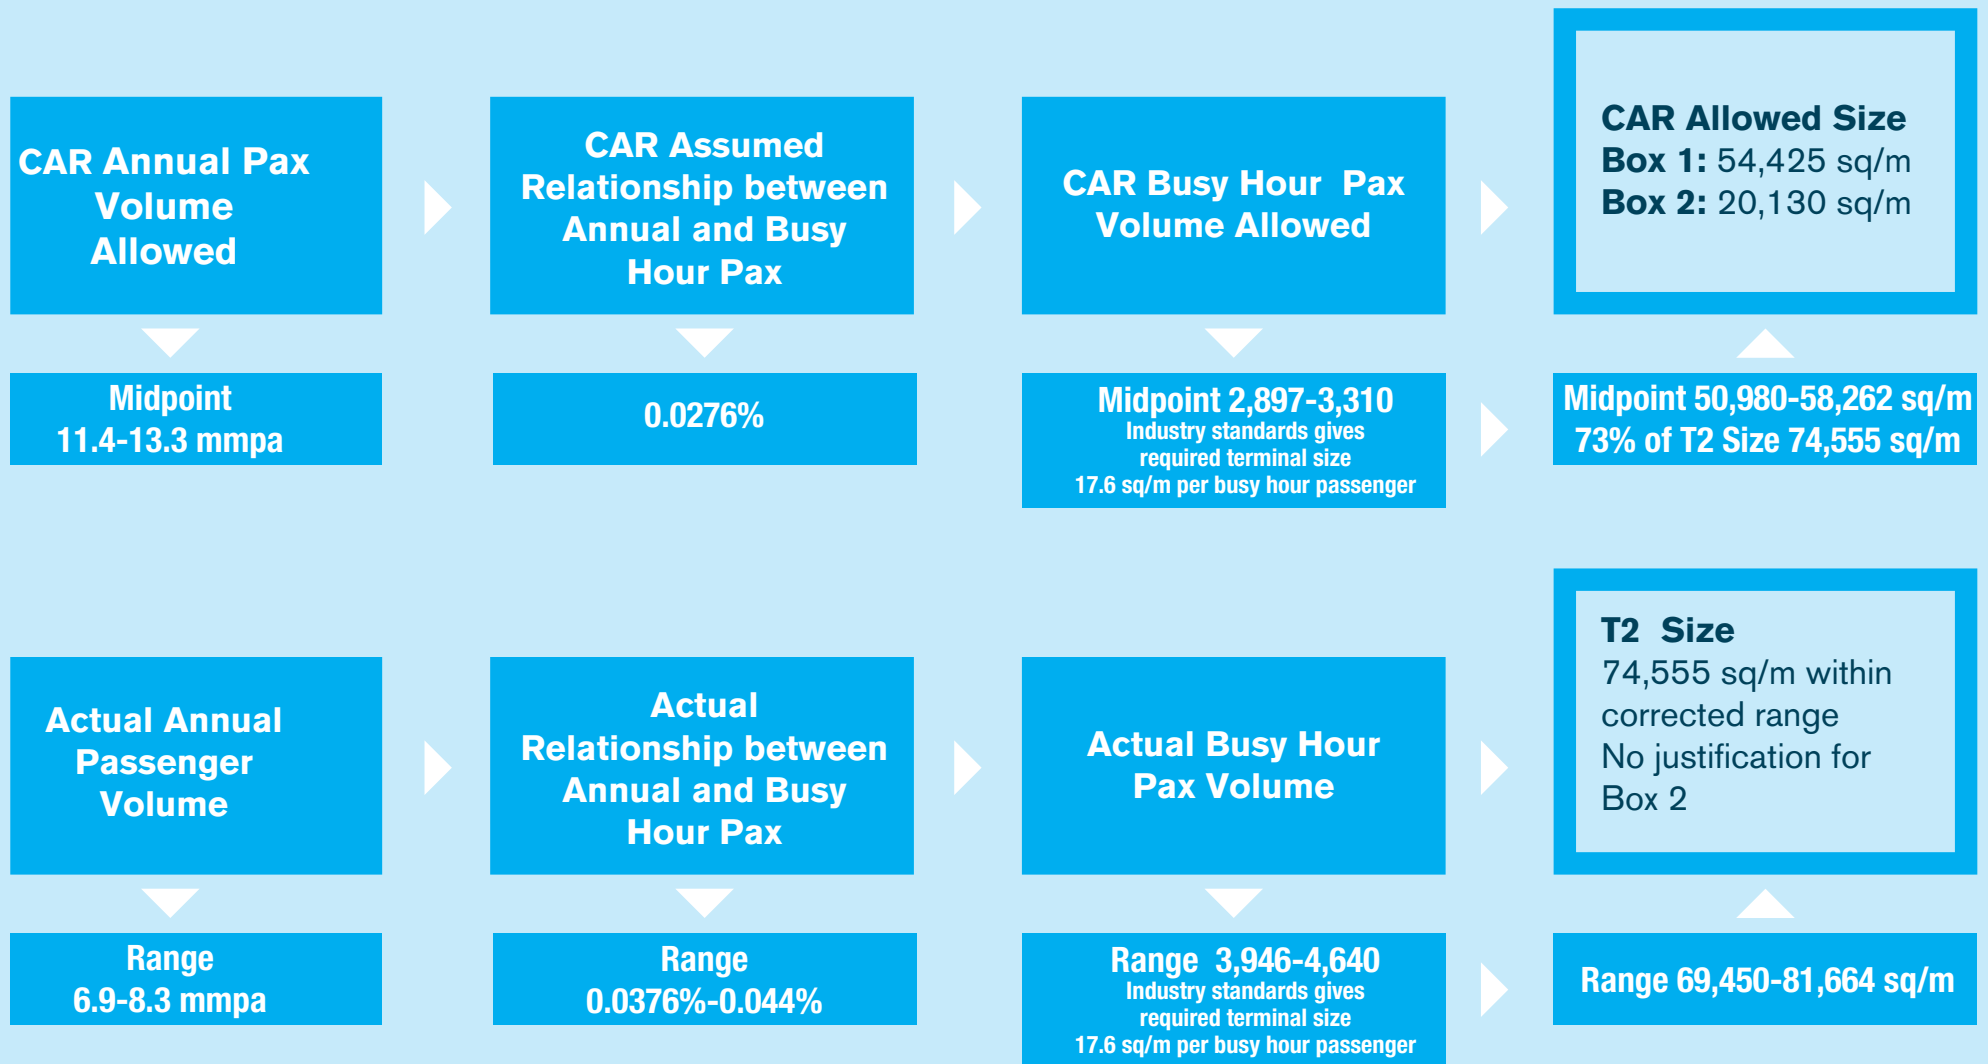 CAR Annual Pax
Volume
Allowed
CAR Assumed
Relationship between
Annual and Busy
Hour Pax
CAR Busy Hour Pax
Volume Allowed
CAR Allowed Size
Box 1: 54,425 sq/m
Box 2: 20,130 sq/m
Midpoint
11.4-13.3 mmpa
0.0276%
Midpoint 2,897-3,310
Industry standards gives
required terminal size
17.6 sq/m per busy hour passenger
Midpoint 50,980-58,262 sq/m
73% of T2 Size 74,555 sq/m
Actual Annual
Passenger
Volume
Actual
Relationship between
Annual and Busy
Hour Pax
Actual Busy Hour
Pax Volume
T2 Size
74,555 sq/m within
corrected range
No justification for
Box 2
Range
6.9-8.3 mmpa
Range
0.0376%-0.044%
Range 3,946-4,640
Industry standards gives
required terminal size
17.6 sq/m per busy hour passenger
Range 69,450-81,664 sq/m